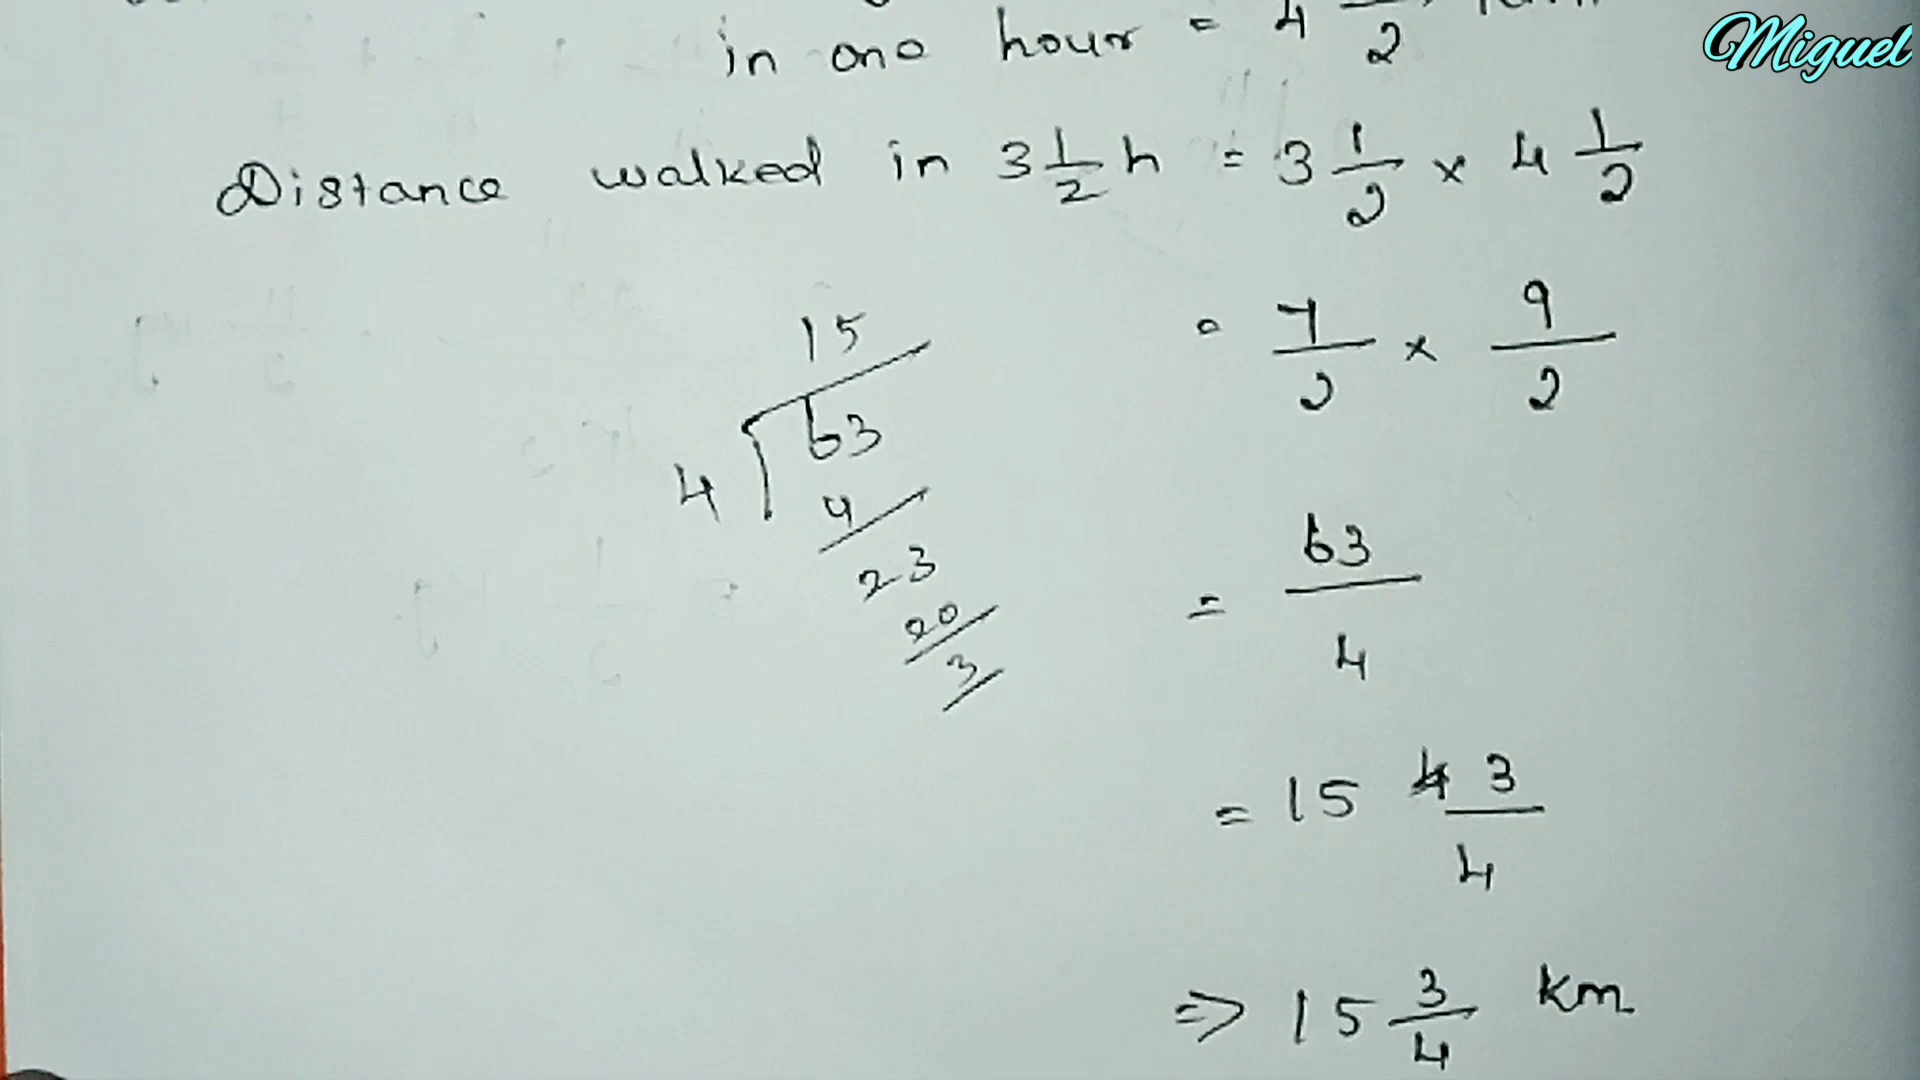 in one hour = 4 /2
Miguel
Distance walked in 3 1/2 h = 3 1/2 × 4 1/2
= 7/2 × 9/2
15
4 63
4
23
20
3
= 63/4
= 15 3/4
⇒ 15 3/4 km